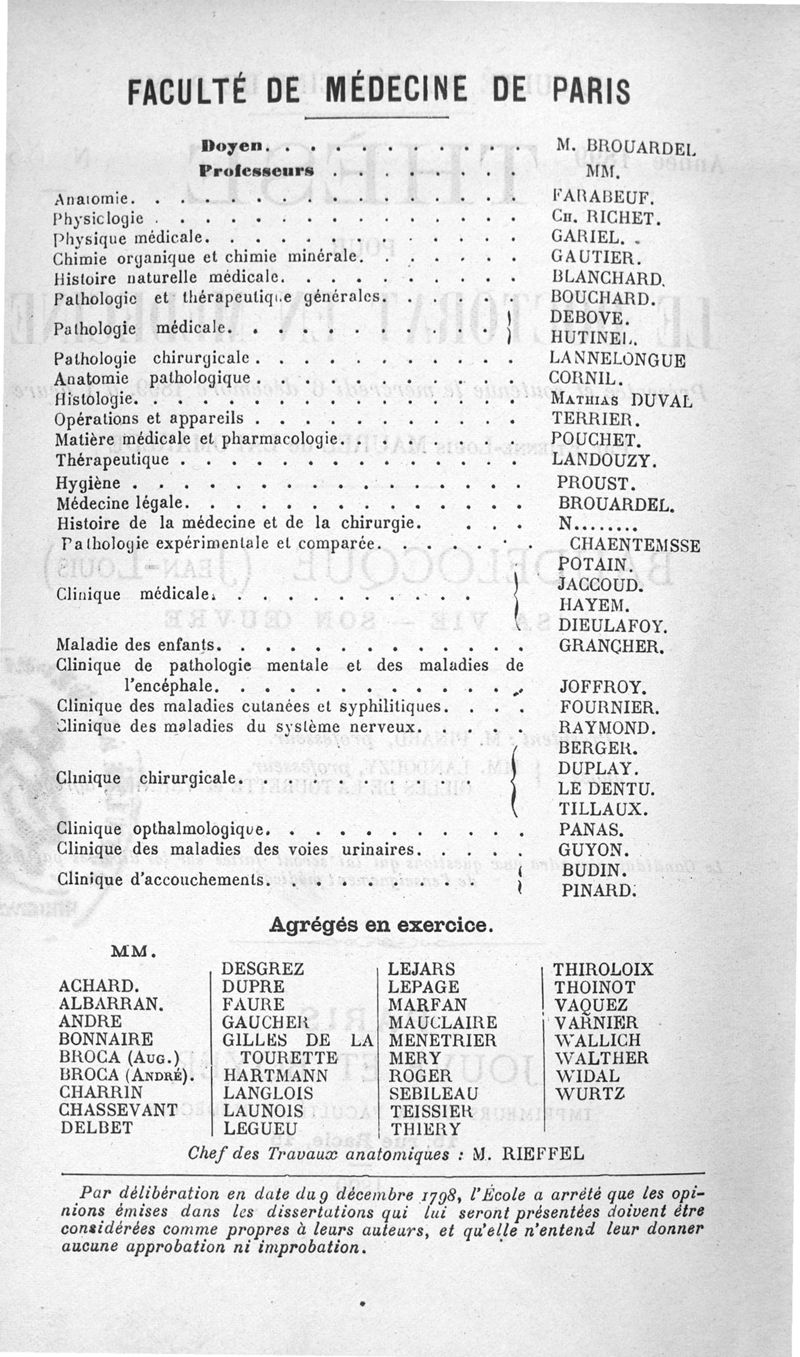 FACULTÉ DE MÉDECINE DE PARIS
Doyen. . . . . . . . . . . . M. BROUARDEL
Professeurs . . . . . . . . MM.
Anatomie. . . . . . . . . . . . . . . . FARABEUF.
Physiologie . . . . . . . . . . . . . . . CH. RICHET.
Physique médicale. . . . . . . . . . . . . GARIEL.
Chimie organique et chimie minérale. . . . . . . GAUTIER.
Histoire naturelle médicale. . . . . . . . . . BLANCHARD.
Pathologie et thérapeutique générales. . . . . . BOUCHARD.
Pathologie médicale. . . . . . . . . . . { DEBOVE.
HUTINEL.
Pathologie chirurgicale . . . . . . . . . . . LANNELONGUE
Anatomie pathologique . . . . . . . . . . . CORNIL.
Histologie. . . . . . . . . . . . . . . . MATHIAS DUVAL
Opérations et appareils . . . . . . . . . . . TERRIER.
Matière médicale et pharmacologie. . . . . . . . POUCHET.
Thérapeutique . . . . . . . . . . . . . . LANDOUZY.
Hygiène . . . . . . . . . . . . . . . . PROUST.
Médecine légale. . . . . . . . . . . . . . BROUARDEL.
Histoire de la médecine et de la chirurgie. . . . N........
Pathologie expérimentale et comparée. . . . . . . CHAENTEMSSE
Clinique médicale. . . . . . . . . . . { POTAIN.
JACCOUD.
HAYEM.
DIEULAFOY.
Maladie des enfants. . . . . . . . . . . . . GRANCHER.
Clinique de pathologie mentale et des maladies de
l'encéphale. . . . . . . . . . . . . JOFFROY.
Clinique des maladies cutanées et syphilitiques. . . . . FOURNIER.
Clinique des maladies du système nerveux. . . . . RAYMOND.
Clinique chirurgicale. . . . . . . . . . { BERGER.
DUPLAY.
LE DENTU.
TILLAUX.
Clinique opthalmologique. . . . . . . . . . . PANAS.
Clinique des maladies des voies urinaires. . . . . GUYON.
Clinique d'accouchements. . . . . . . . . { BUDIN.
PINARD.
Agrégés en exercice.
MM.
ACHARD.
ALBARRAN.
ANDRE
BONNAIRE
BROCA (AUG.)
BROCA (ANDRÉ).
CHARRIN
CHASSEVANT
DELBET
DESGREZ
DUPRE
FAURE
GAUCHER
GILLES DE LA
TOURETTE
HARTMANN
LANGLOIS
LAUNOIS
LEGUEU
LEJARS
LEPAGE
MARFAN
MAUCLAIRE
MENETRIER
MERY
ROGER
SEBILEAU
TEISSIER
THIERY
THIROLOIX
THOINOT
VAQUEZ
VARNIER
WALLICH
WALTHER
WIDAL
WURTZ
Chef des Travaux anatomiques : M. RIEFFEL
Par délibération en date du 9 décembre 1798, l'École a arrêté que les opi-
nions émises dans les dissertations qui lui seront présentées doivent être
considérées comme propres à leurs auteurs, et qu'elle n'entend leur donner
aucune approbation ni improbation.